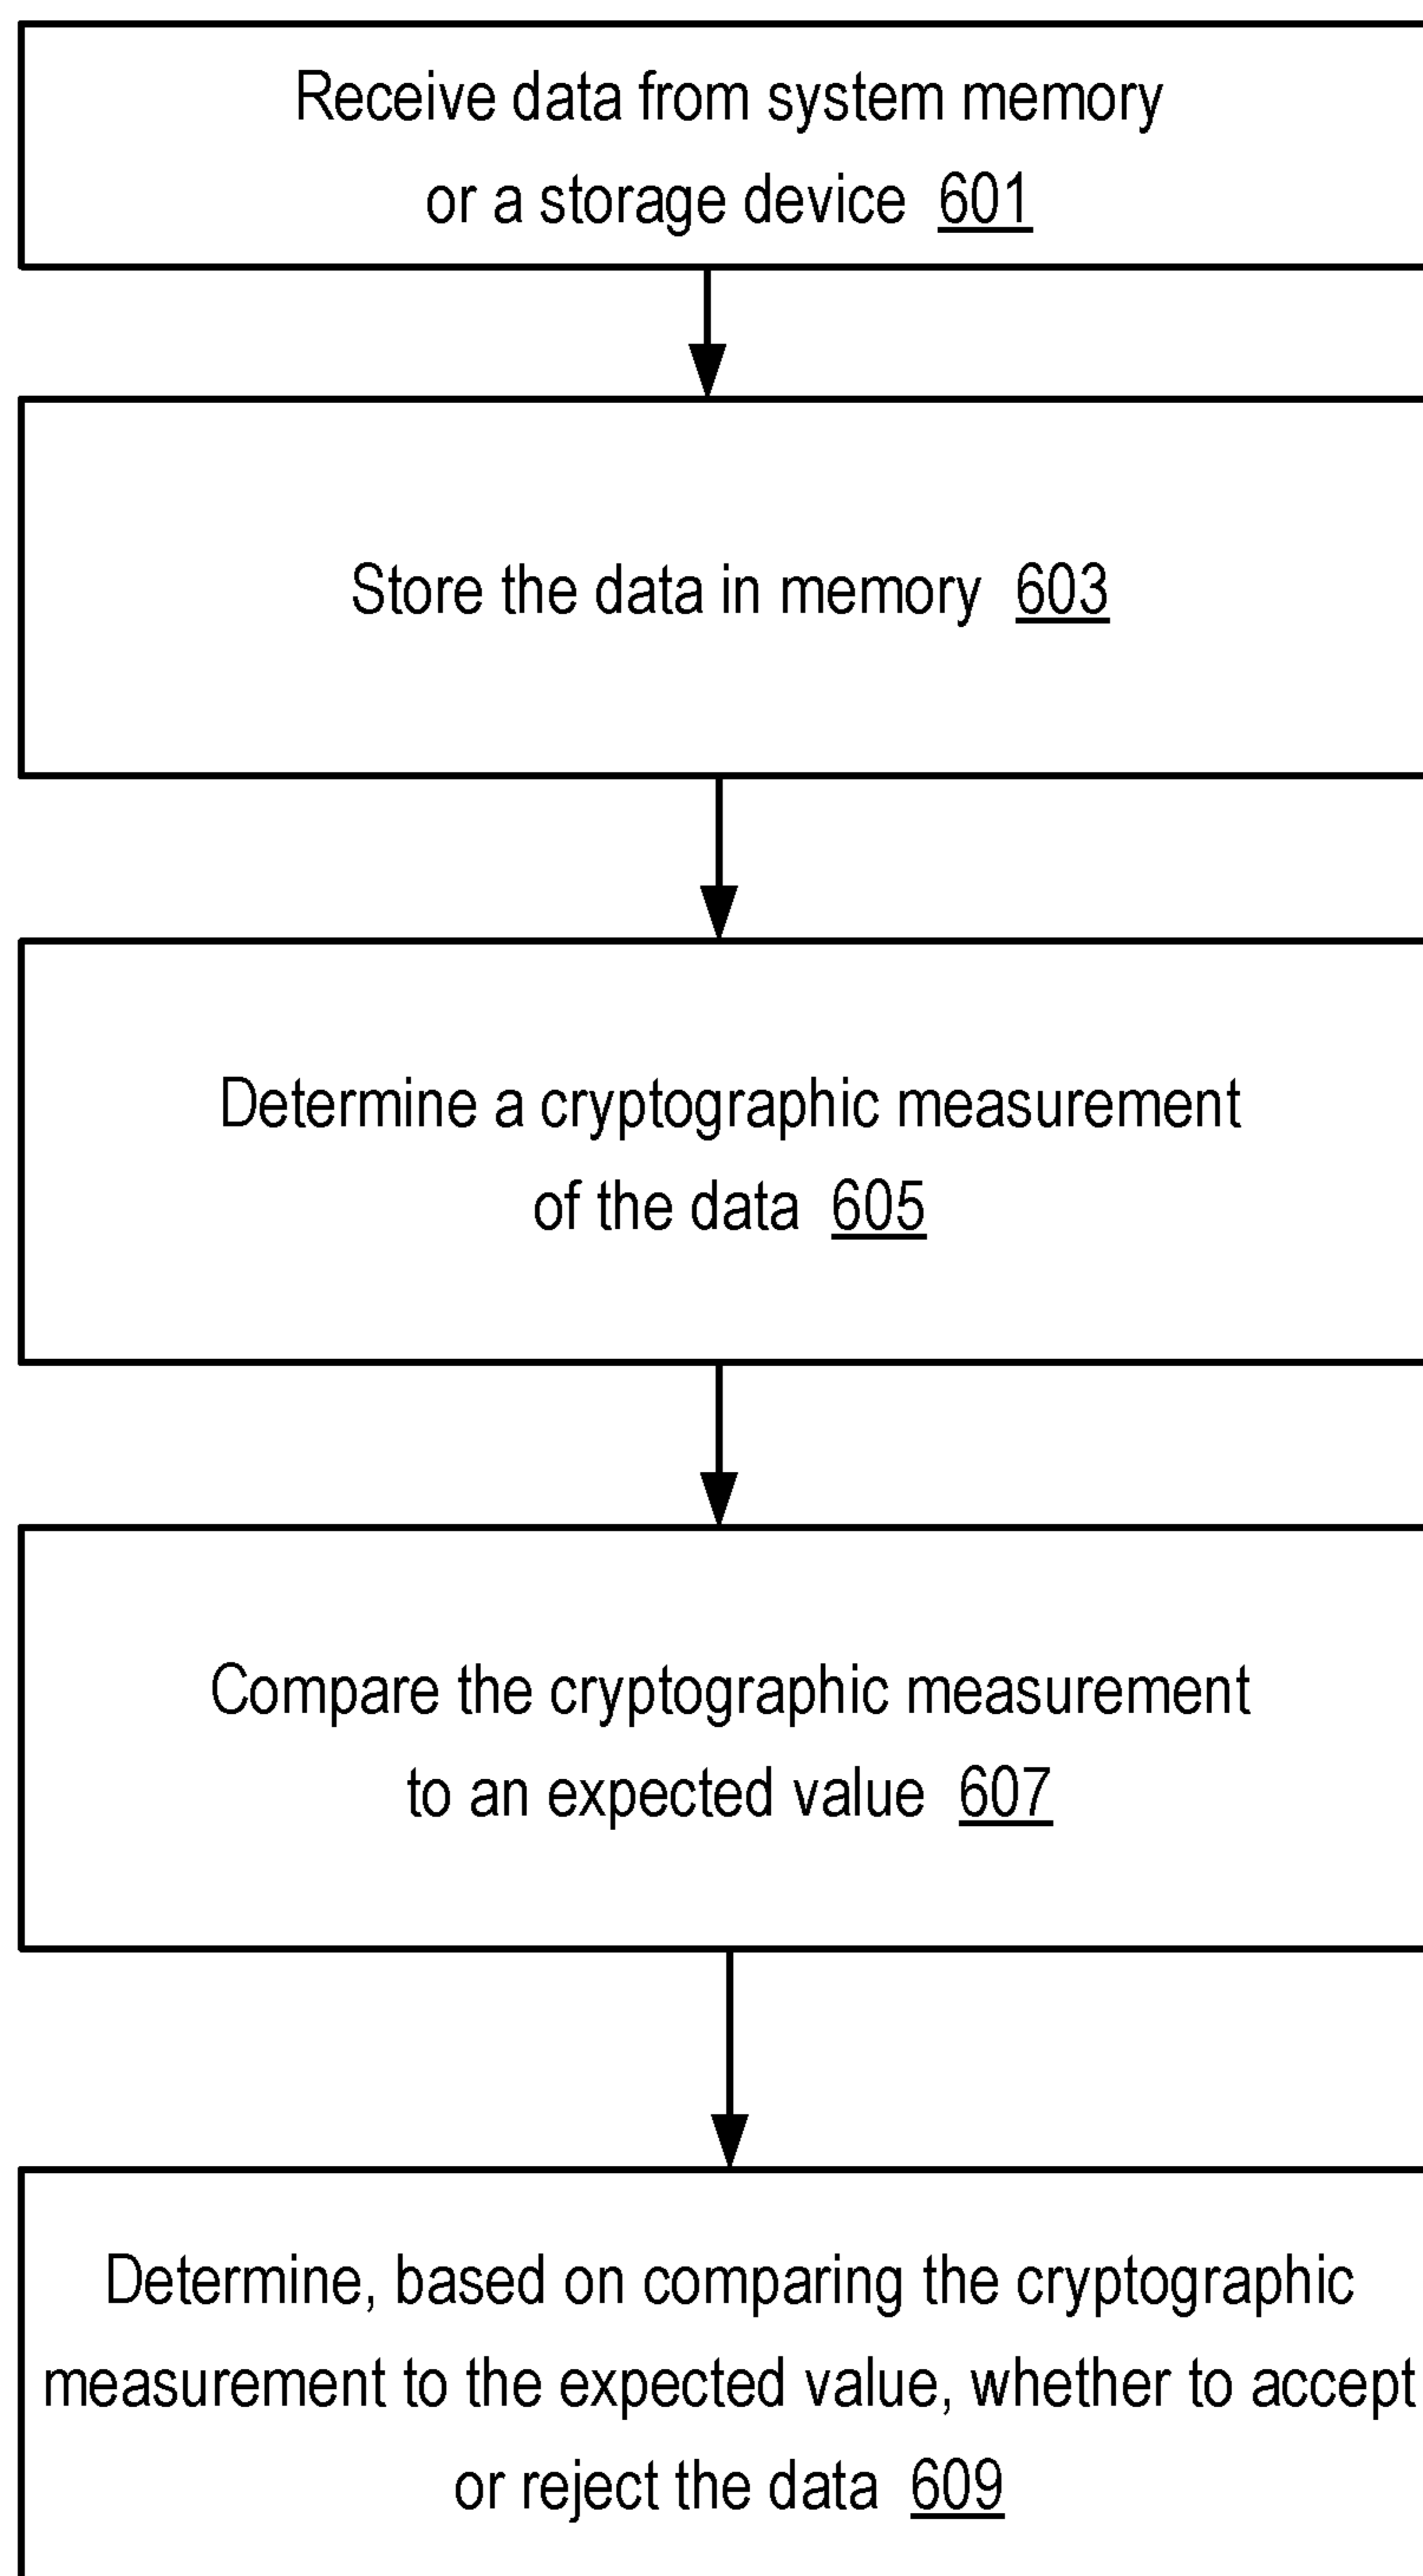 Receive data from system memory
or a storage device 601
Store the data in memory 603
Determine a cryptographic measurement
of the data 605
Compare the cryptographic measurement
to an expected value 607
Determine, based on comparing the cryptographic
measurement to the expected value, whether to accept
or reject the data 609